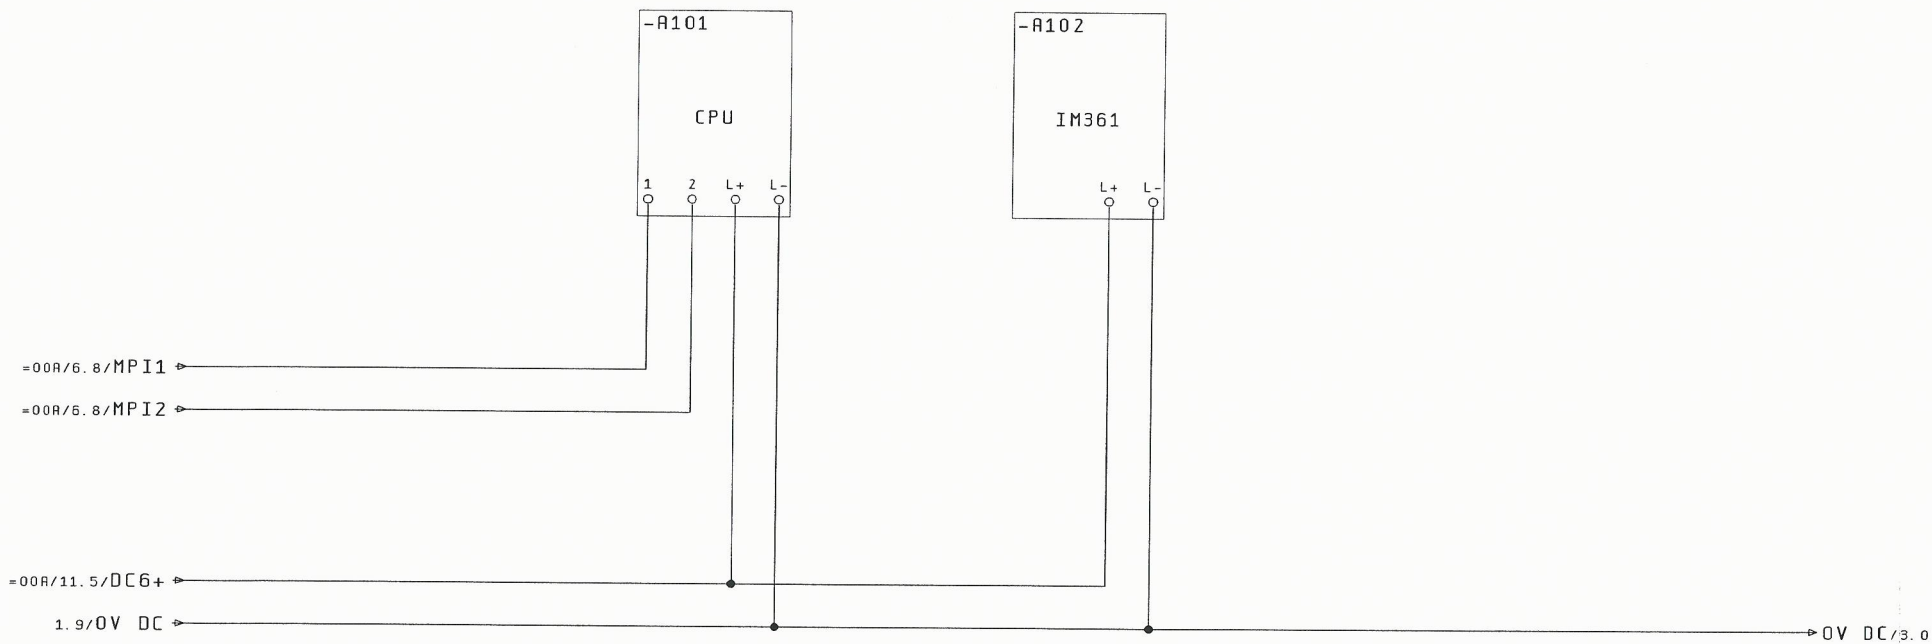 -A101
-A102
CPU
IM361
1 2 L+ L-
L+ L-
=00A/6.8/MPI1
=00A/6.8/MPI2
=00A/11.5/DC6+
1.9/0V DC
0V DC/3.0